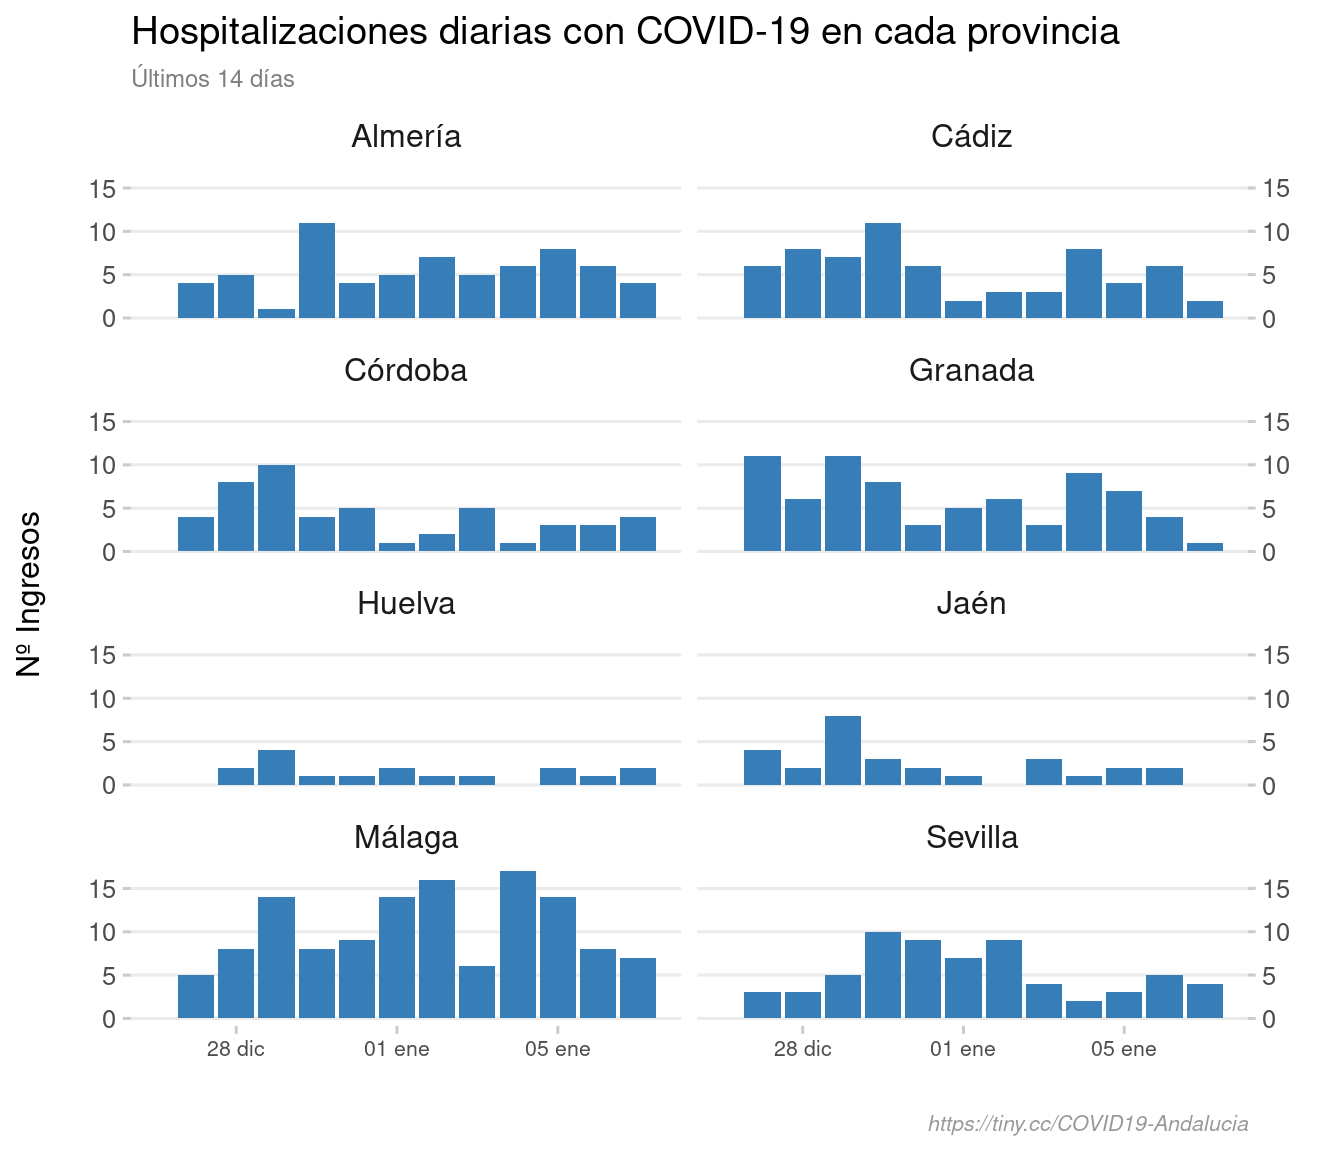 Hospitalizaciones diarias con COVID-19 en cada provincia
Últimos 14 días
Almería
Cádiz
15
10
5
0
15
10
5
0
Córdoba
Granada
15
10
5
0
15
10
5
0
Nº Ingresos
Huelva
Jaén
15
10
5
0
15
10
5
0
Málaga
Sevilla
15
10
5
0
15
10
5
0
28 dic 01 ene 05 ene
28 dic 01 ene 05 ene
https://tiny.cc/COVID19-Andalucia